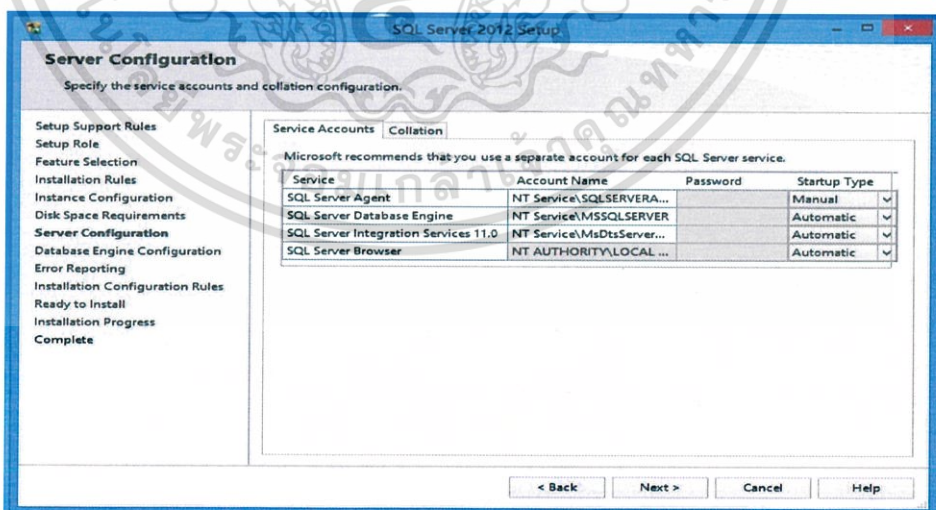 SQL Server 2012 Setup
Server Configuration
Specify the service accounts and collation configuration.
Setup Support Rules
Setup Role
Feature Selection
Installation Rules
Instance Configuration
Disk Space Requirements
Server Configuration
Database Engine Configuration
Error Reporting
Installation Configuration Rules
Ready to Install
Installation Progress
Complete
Service Accounts Collation
Microsoft recommends that you use a separate account for each SQL Server service.
Service Account Name Password Startup Type
SQL Server Agent NT Service\SQLSERVERA... Manual
SQL Server Database Engine NT Service\MSSQLSERVER Automatic
SQL Server Integration Services 11.0 NT Service\MsDtsServer... Automatic
SQL Server Browser NT AUTHORITY\LOCAL ... Automatic
< Back Next > Cancel Help